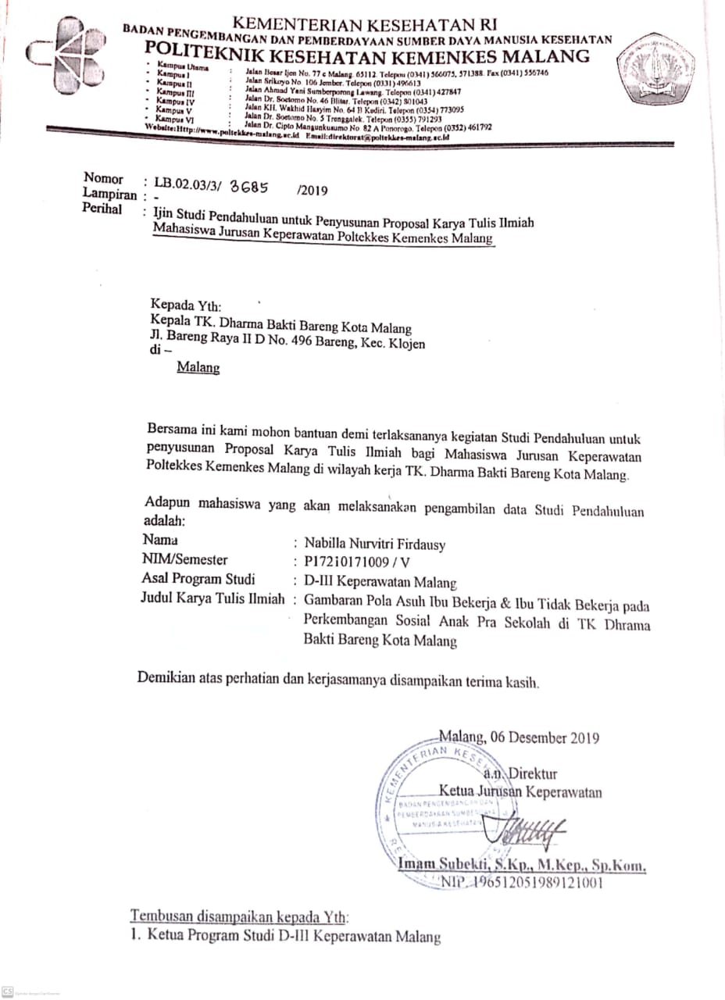 KEMENTERIAN KESEHATAN RI
BADAN PENGEMBANGAN DAN PEMBERDAYAAN SUMBER DAYA MANUSIA KESEHATAN
POLITEKNIK KESEHATAN KEMENKES MALANG
- Kampus Utama : Jalan Besar Ijen No. 77 c Malang. 65112. Telepon (0341) 566075, 571388. Fax (0341) 556746
- Kampus I : Jalan Srikoyo No. 106 Jember. Telepon (0331) 496613
- Kampus II : Jalan Ahmad Yani Sumberporong Lawang. Telepon (0341) 427847
- Kampus III : Jalan Dr. Soetomo No. 46 Blitar. Telepon (0342) 801043
- Kampus IV : Jalan KH. Wakhid Hasyim No. 64 B Kediri. Telepon (0354) 773095
- Kampus V : Jalan Dr. Soetomo No. 5 Trenggalek. Telepon (0355) 791293
- Kampus VI : Jalan Dr. Cipto Mangunkusumo No. 82 A Ponorogo. Telepon (0352) 461792
Website:Http://www.poltekkes-malang.ac.id Email:direktorat@poltekkes-malang.ac.id
Nomor : LB.02.03/3/ 3685 /2019
Lampiran : -
Perihal : Ijin Studi Pendahuluan untuk Penyusunan Proposal Karya Tulis Ilmiah
Mahasiswa Jurusan Keperawatan Poltekkes Kemenkes Malang
Kepada Yth:
Kepala TK. Dharma Bakti Bareng Kota Malang
Jl. Bareng Raya II D No. 496 Bareng, Kec. Klojen
di –
Malang
Bersama ini kami mohon bantuan demi terlaksananya kegiatan Studi Pendahuluan untuk
penyusunan Proposal Karya Tulis Ilmiah bagi Mahasiswa Jurusan Keperawatan
Poltekkes Kemenkes Malang di wilayah kerja TK. Dharma Bakti Bareng Kota Malang.
Adapun mahasiswa yang akan melaksanakan pengambilan data Studi Pendahuluan
adalah:
Nama : Nabilla Nurvitri Firdausy
NIM/Semester : P17210171009 / V
Asal Program Studi : D-III Keperawatan Malang
Judul Karya Tulis Ilmiah : Gambaran Pola Asuh Ibu Bekerja & Ibu Tidak Bekerja pada
Perkembangan Sosial Anak Pra Sekolah di TK Dhrama
Bakti Bareng Kota Malang
Demikian atas perhatian dan kerjasamanya disampaikan terima kasih.
Malang, 06 Desember 2019
a.n. Direktur
Ketua Jurusan Keperawatan
KEMENTERIAN KESEHATAN
BADAN PENGEMBANGAN DAN
PEMBERDAYAAN SUMBER DAYA
MANUSIA KESEHATAN
Imam Subekti, S.Kp., M.Kep., Sp.Kom.
NIP. 196512051989121001
Tembusan disampaikan kepada Yth:
1. Ketua Program Studi D-III Keperawatan Malang
CS